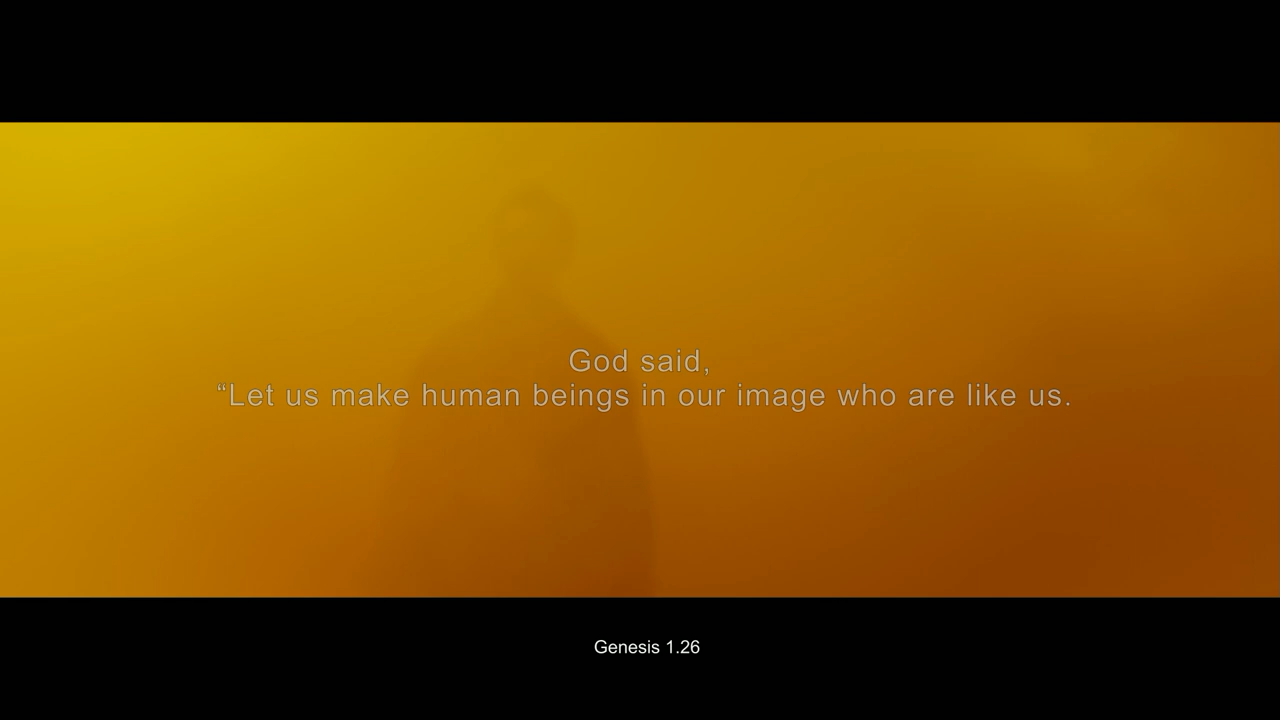 God said,
“Let us make human beings in our image who are like us.
Genesis 1.26